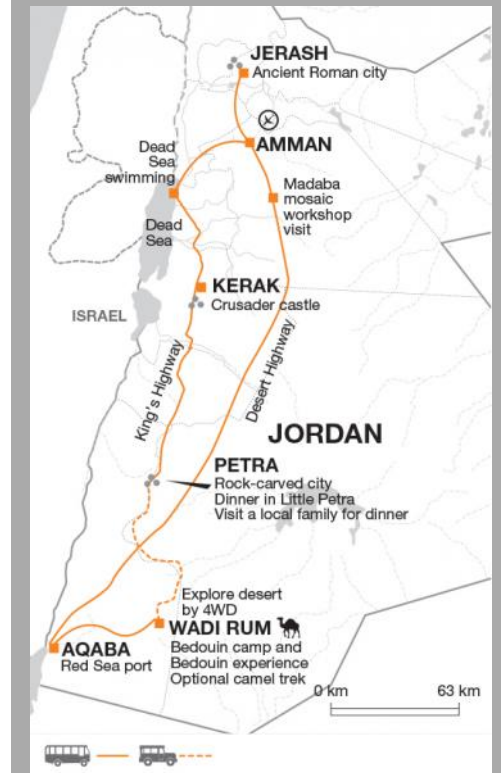 JERASH
Ancient Roman city
AMMAN
Dead
Sea
swimming
Madaba
mosaic
workshop
visit
Dead
Sea
KERAK
Crusader castle
ISRAEL
King's Highway
Desert Highway
JORDAN
PETRA
Rock-carved city
Dinner in Little Petra
Visit a local family for dinner
Explore desert
by 4WD
WADI RUM
Bedouin camp and
Bedouin experience
Optional camel trek
AQABA
Red Sea port
0 km 63 km